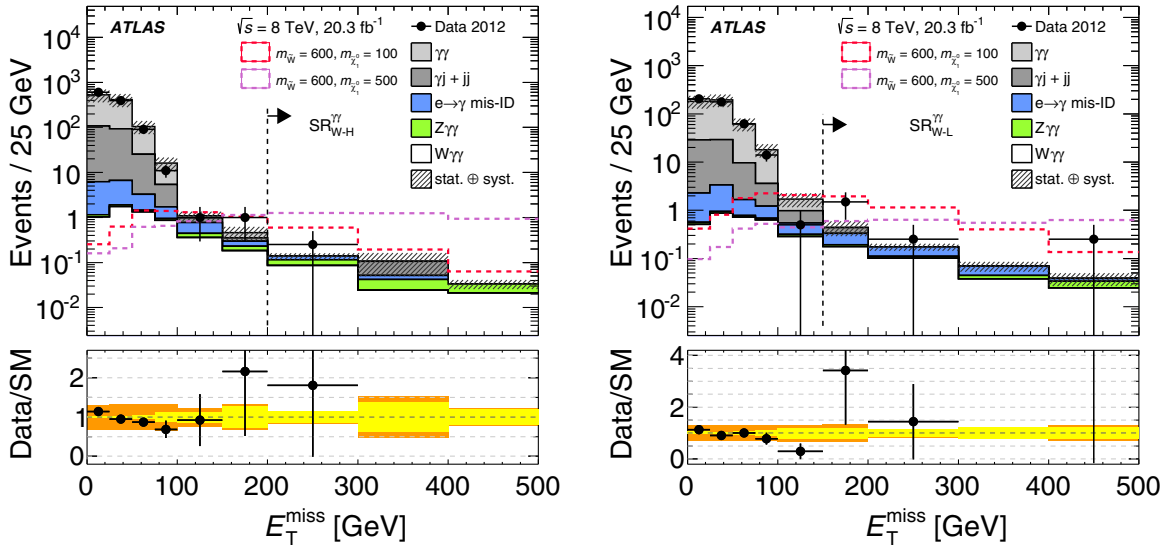 ATLAS
√s = 8 TeV, 20.3 fb⁻¹
Data 2012
m_W̃ = 600, m_χ̃₁⁰ = 100
m_W̃ = 600, m_χ̃₁⁰ = 500
γγ
γj + jj
e→γ mis-ID
Zγγ
Wγγ
stat. ⊕ syst.
SR^γγ_W-H
Events / 25 GeV
10⁴
10³
10²
10
1
10⁻¹
10⁻²
Data/SM
2
1
0
0 100 200 300 400 500
E_T^miss [GeV]
ATLAS
√s = 8 TeV, 20.3 fb⁻¹
Data 2012
m_W̃ = 600, m_χ̃₁⁰ = 100
m_W̃ = 600, m_χ̃₁⁰ = 500
γγ
γj + jj
e→γ mis-ID
Zγγ
Wγγ
stat. ⊕ syst.
SR^γγ_W-L
Events / 25 GeV
10⁴
10³
10²
10
1
10⁻¹
10⁻²
Data/SM
4
2
0
0 100 200 300 400 500
E_T^miss [GeV]